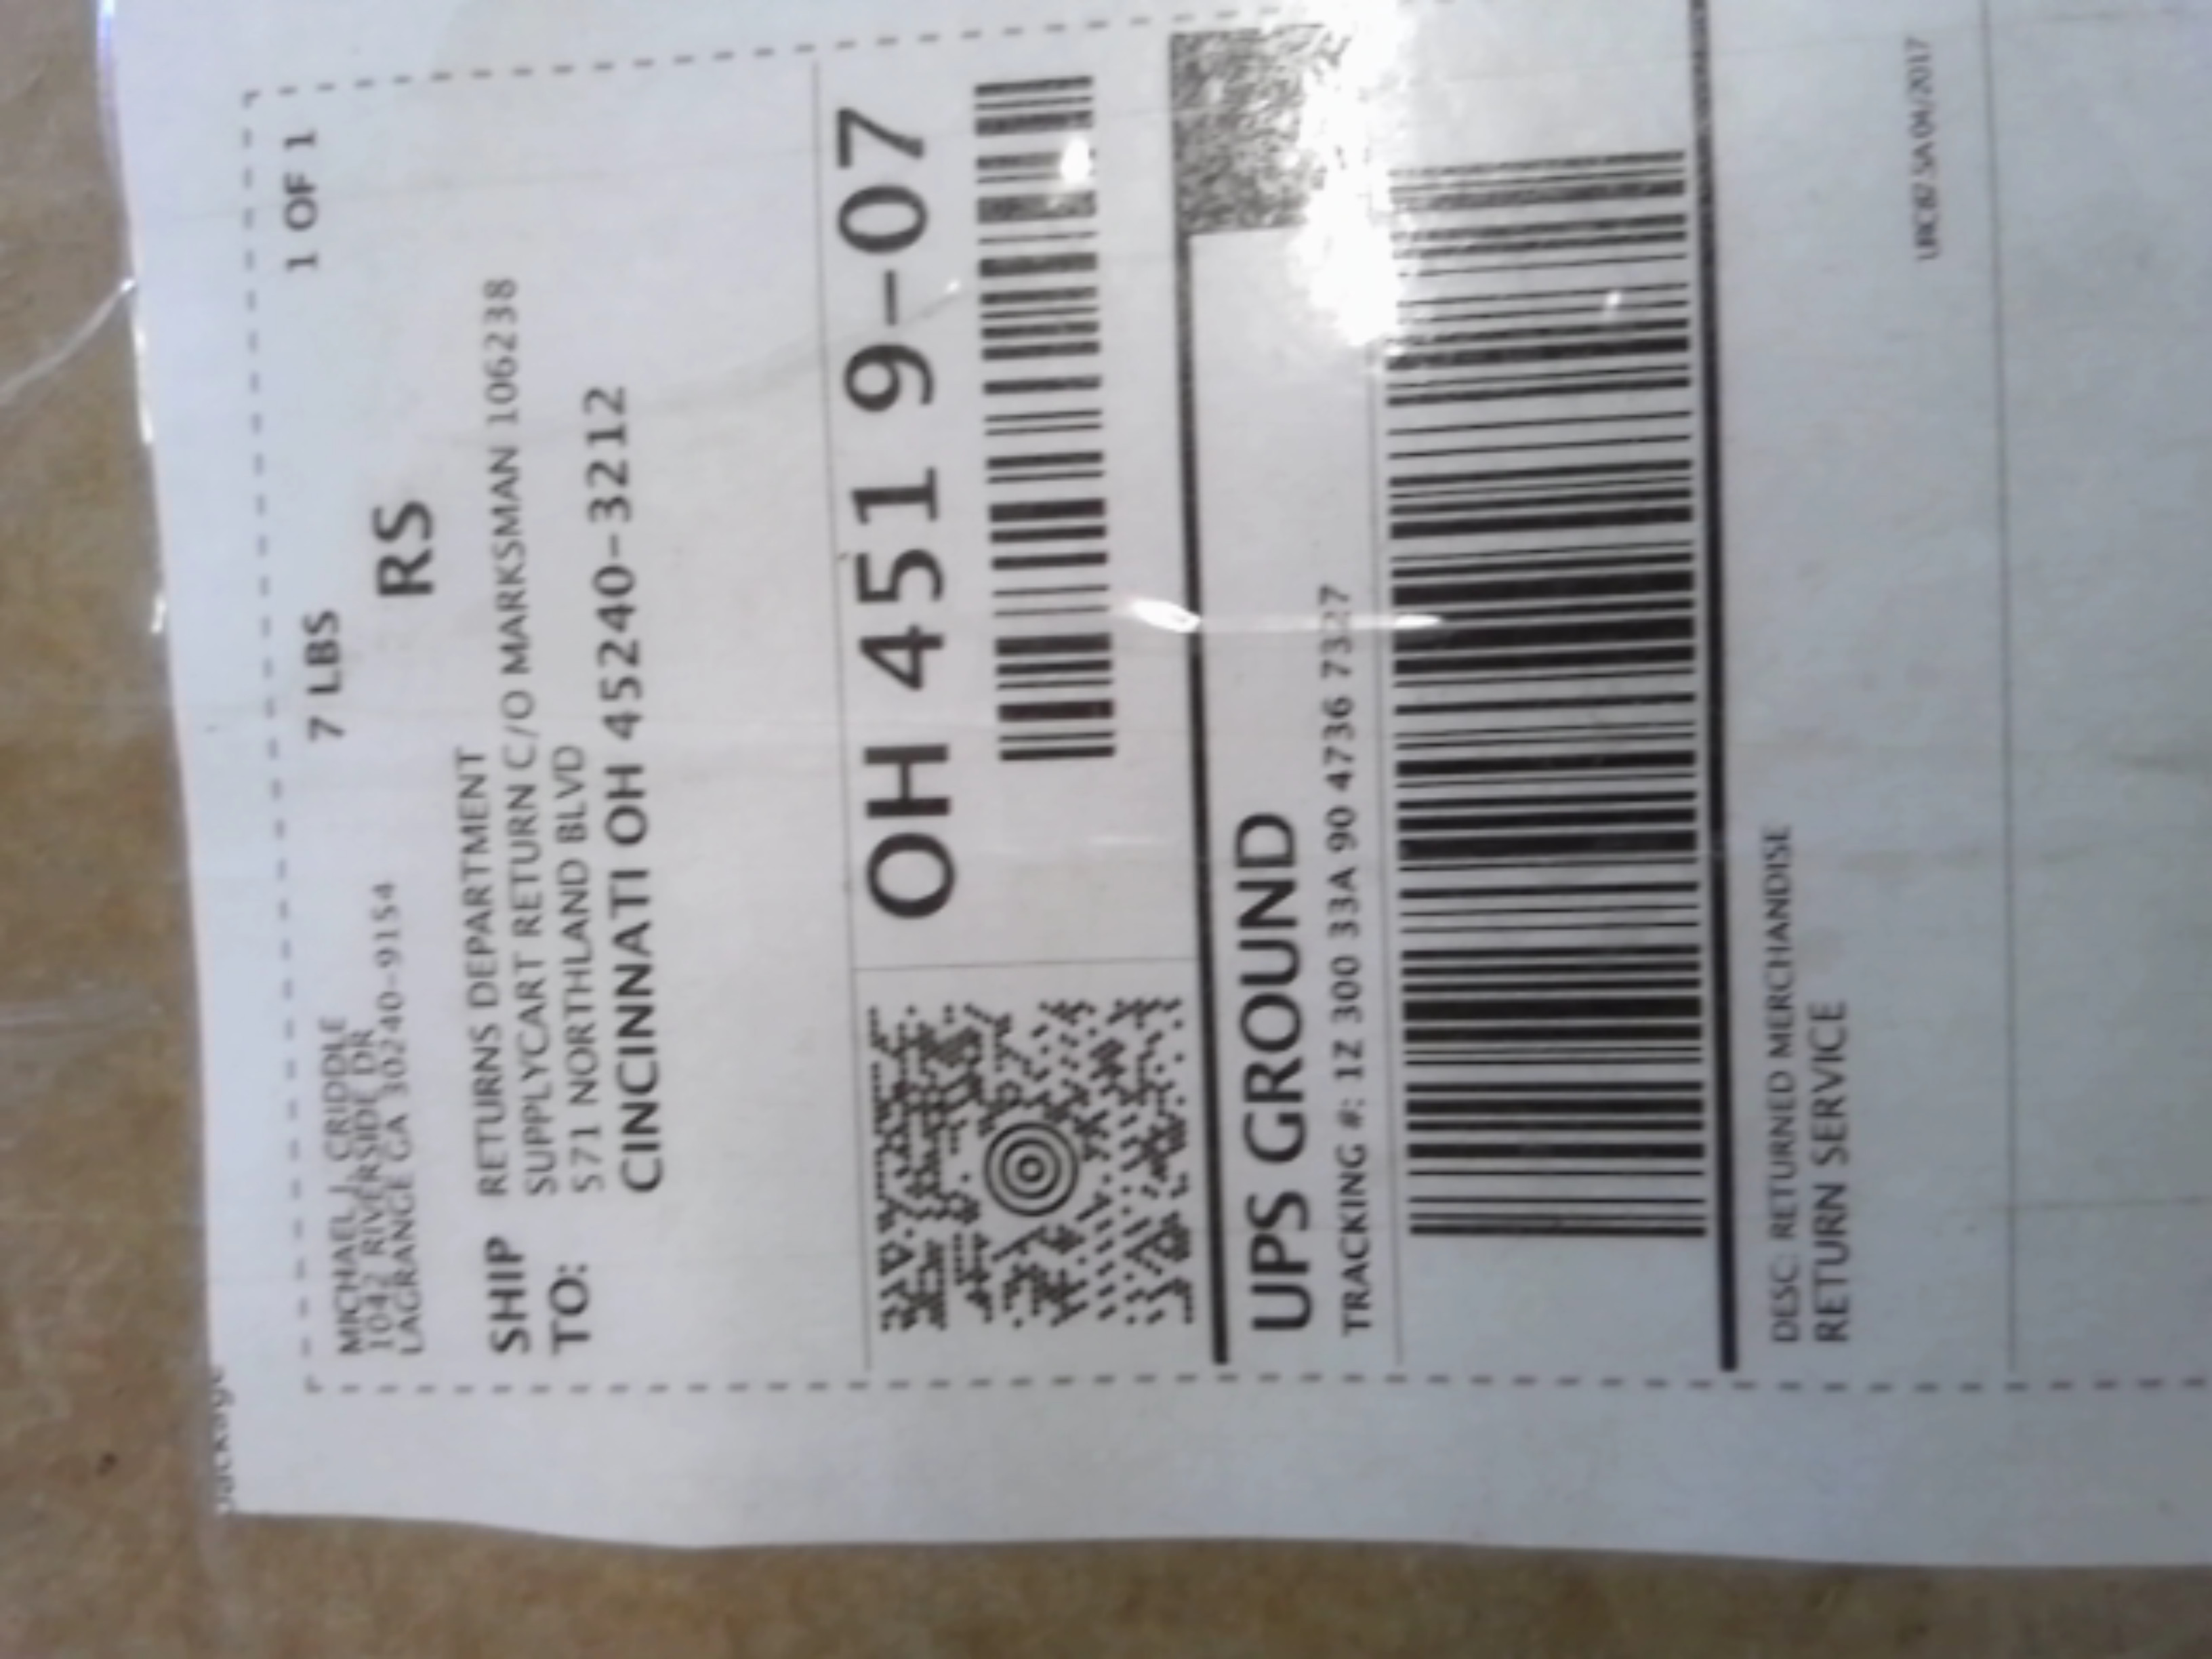 MICHAEL J. CRIDDLE
1042 RIVERSIDE DR
LAGRANGE GA 30240-9154
7 LBS
1 OF 1
RS
SHIP TO:
RETURNS DEPARTMENT
SUPPLYCART RETURN C/O MARKSMAN 106238
571 NORTHLAND BLVD
CINCINNATI OH 45240-3212
OH 451 9-07
UPS GROUND
TRACKING #: 1Z 300 33A 90 4736
DESC: RETURNED MERCHANDISE
RETURN SERVICE